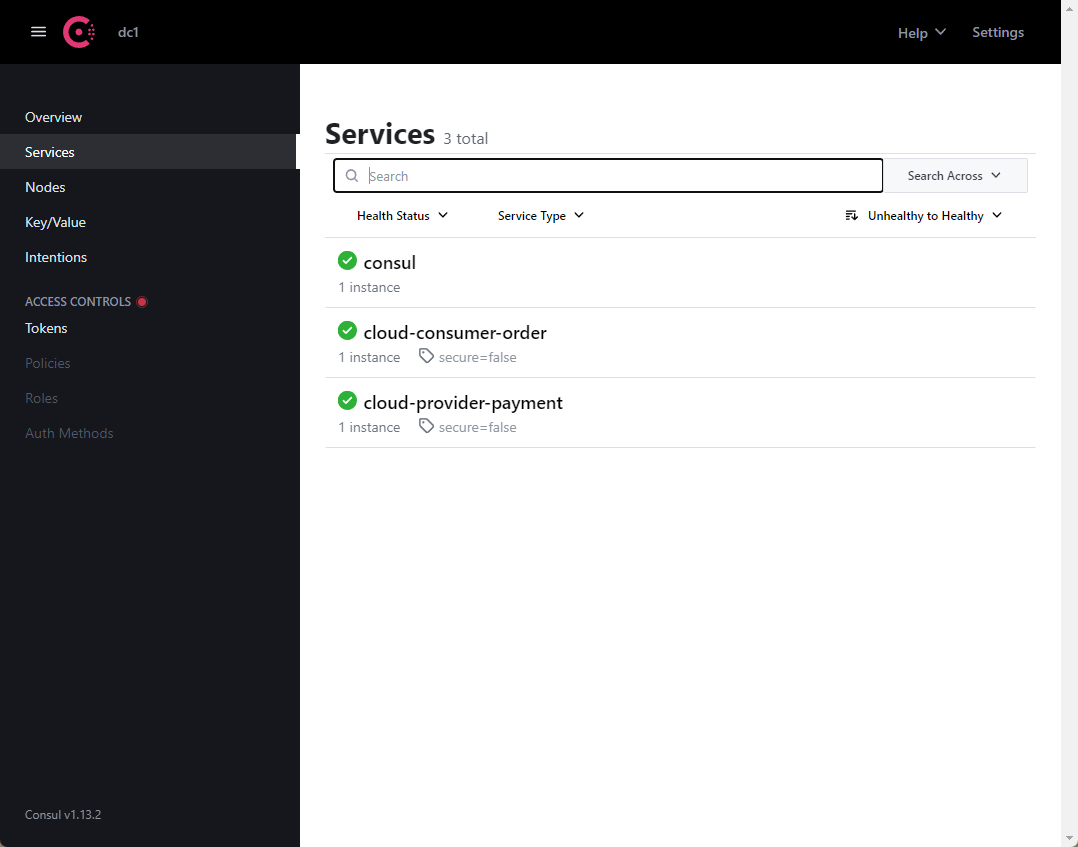 dc1
Help
Settings
Overview
Services
Nodes
Key/Value
Intentions
ACCESS CONTROLS
Tokens
Policies
Roles
Auth Methods
Consul v1.13.2
Services 3 total
Search
Search Across
Health Status
Service Type
Unhealthy to Healthy
consul
1 instance
cloud-consumer-order
1 instance secure=false
cloud-provider-payment
1 instance secure=false